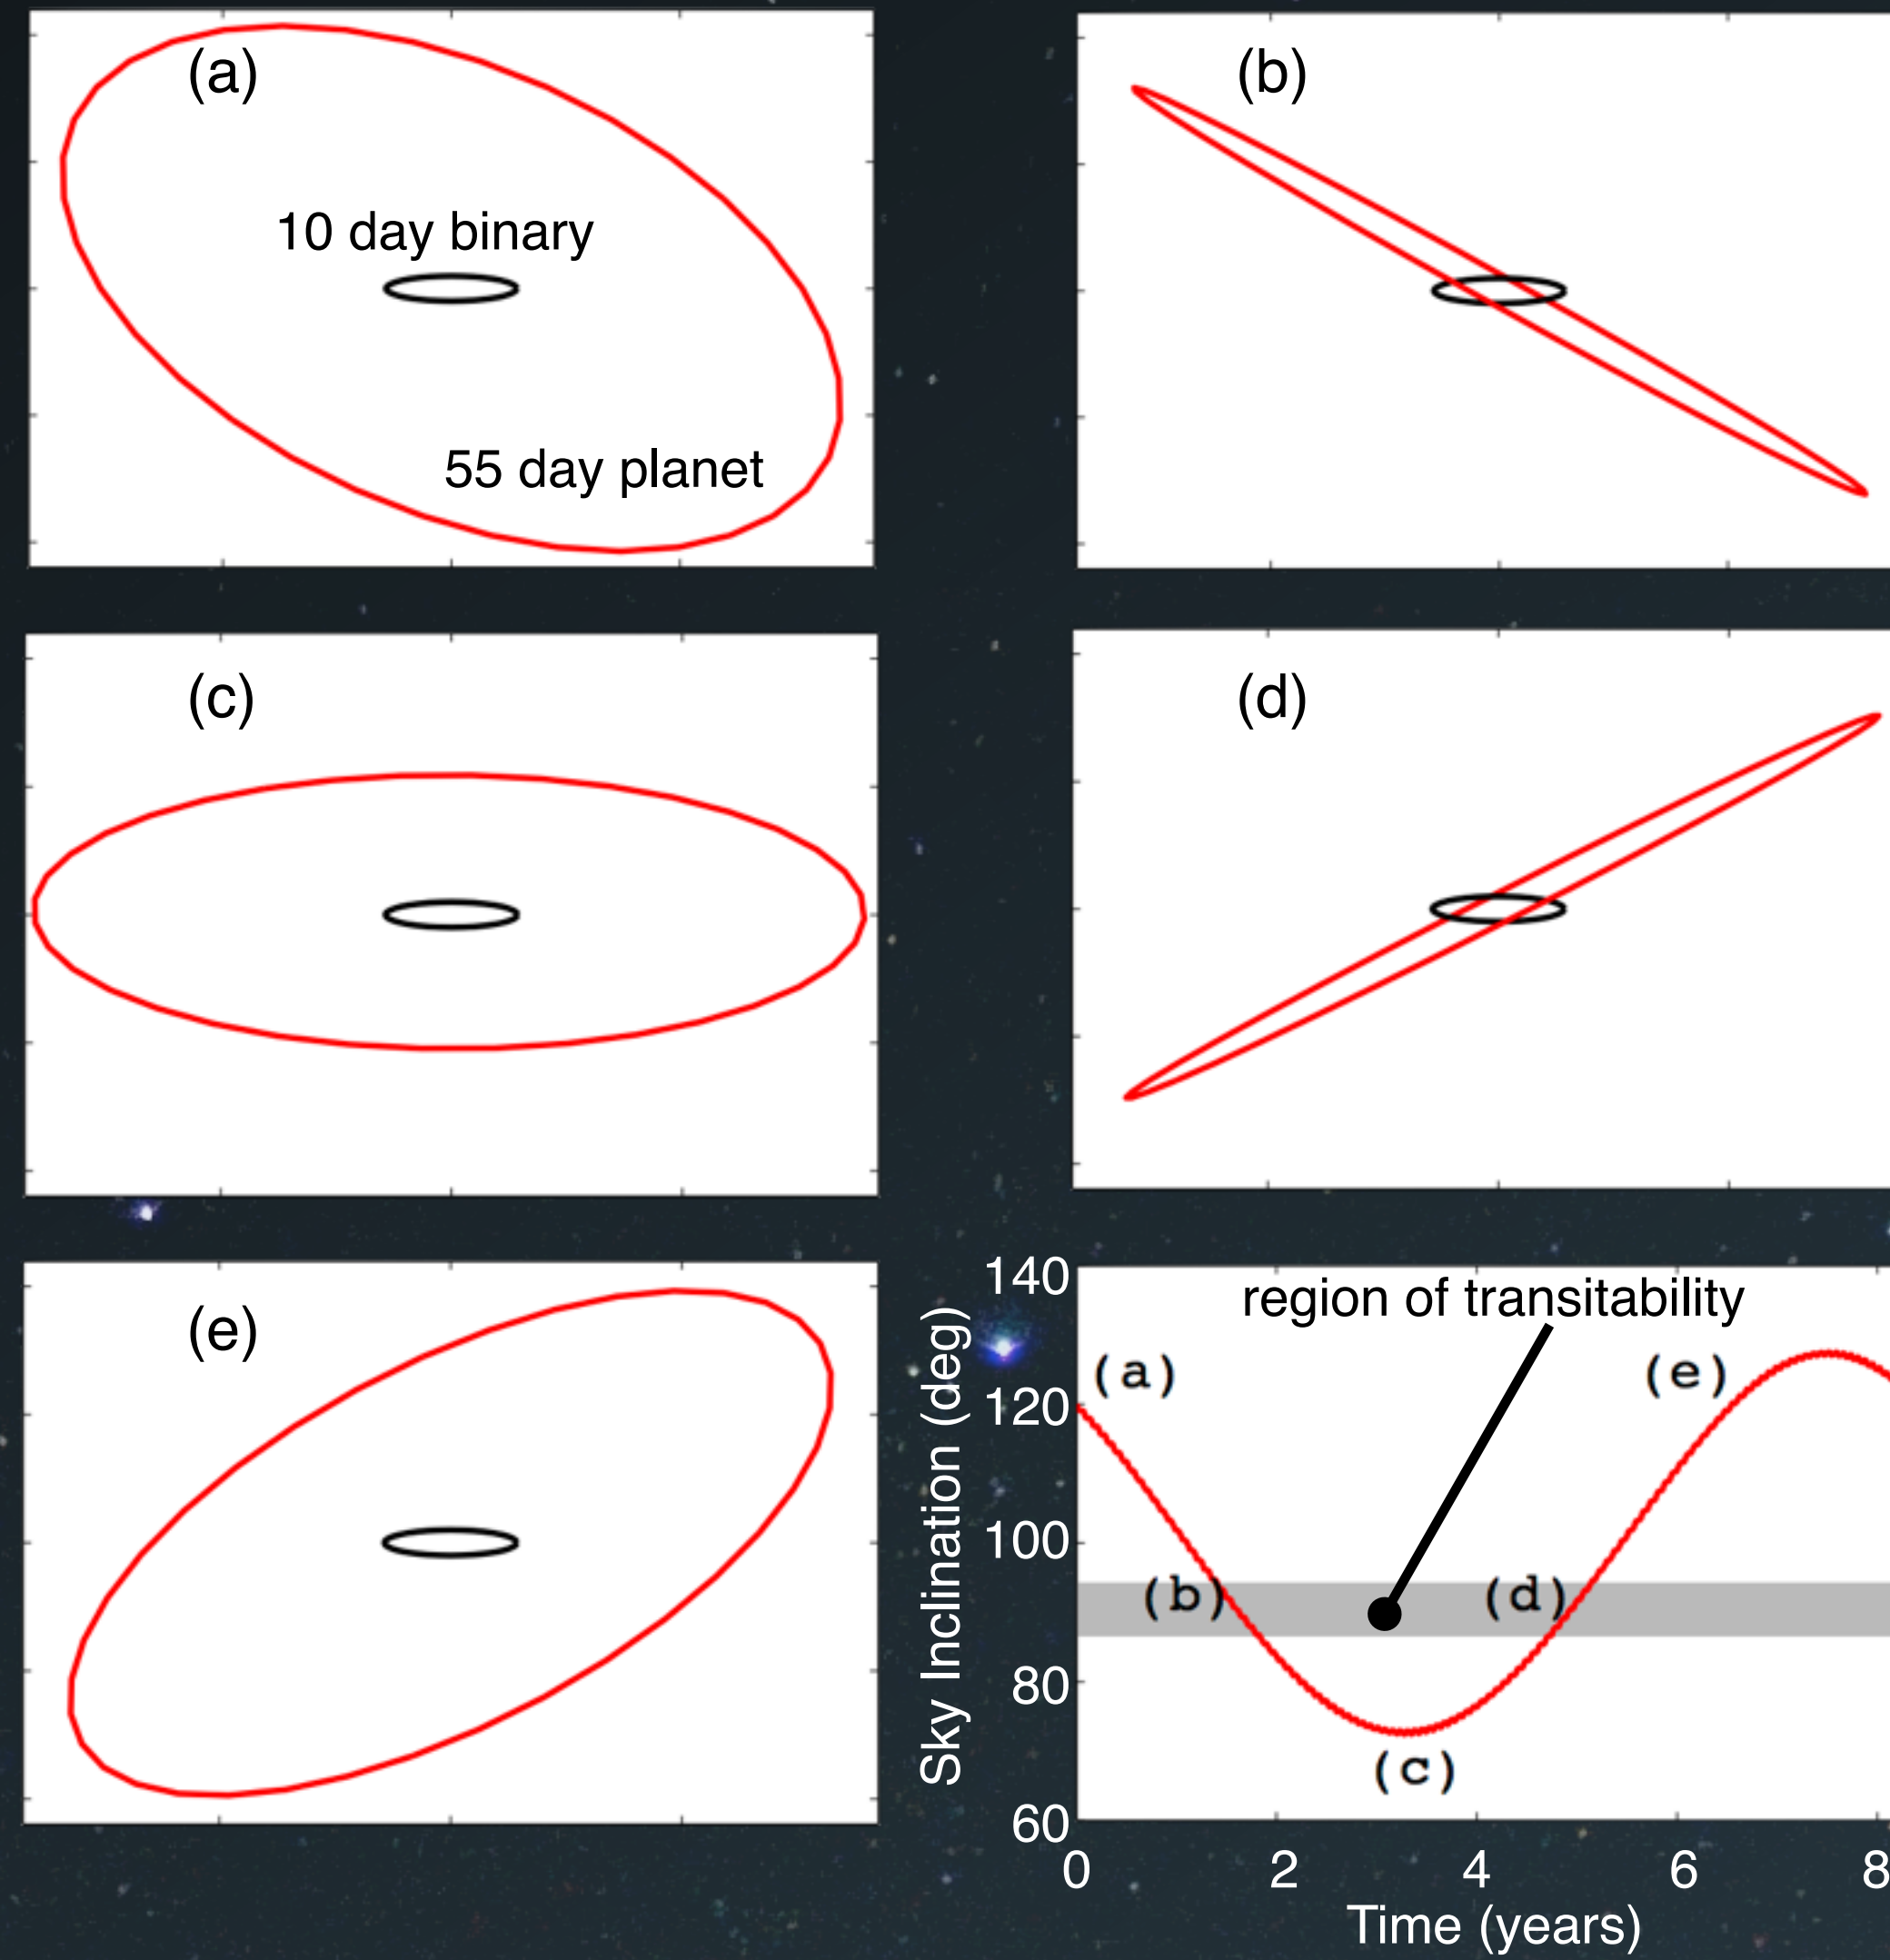 (a)
10 day binary
55 day planet
(b)
(c)
(d)
(e)
140
120
100
80
60
Sky Inclination (deg)
region of transitability
(a)
(e)
(b)
(d)
(c)
0 2 4 6 8
Time (years)